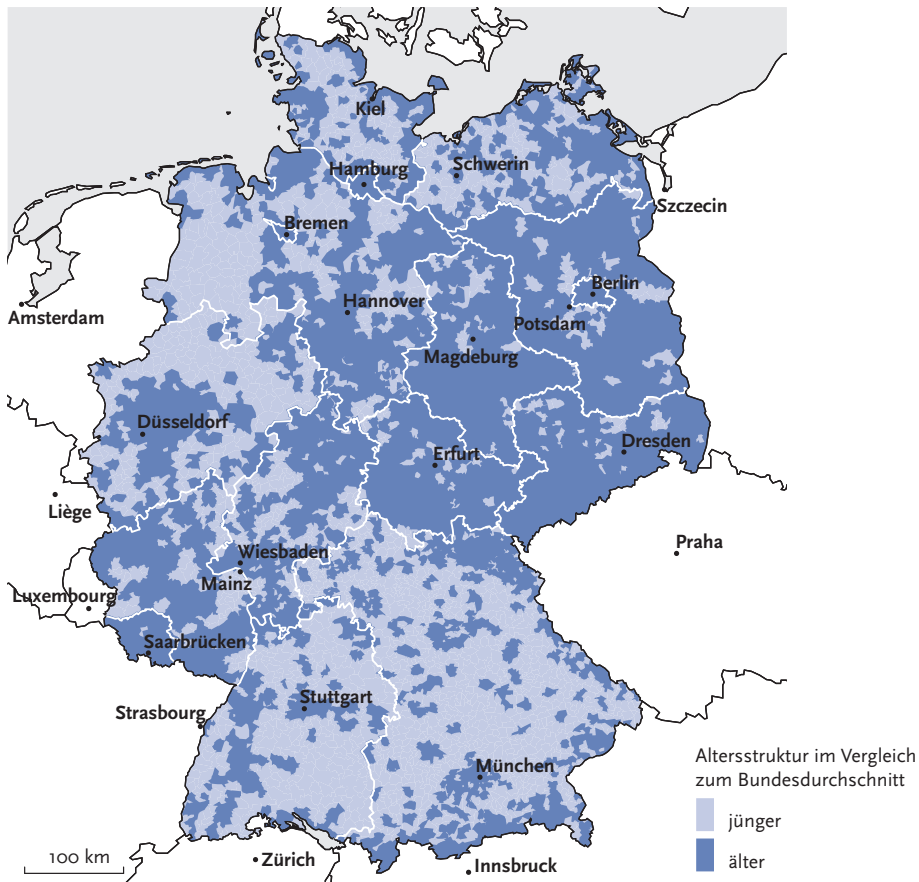 Kiel
Hamburg
Schwerin
Szczecin
Bremen
Berlin
Hannover
Amsterdam
Potsdam
Magdeburg
Düsseldorf
Dresden
Erfurt
Liège
Praha
Wiesbaden
Mainz
Luxembourg
Saarbrücken
Stuttgart
Strasbourg
München
Altersstruktur im Vergleich
zum Bundesdurchschnitt
jünger
älter
100 km
Zürich
Innsbruck